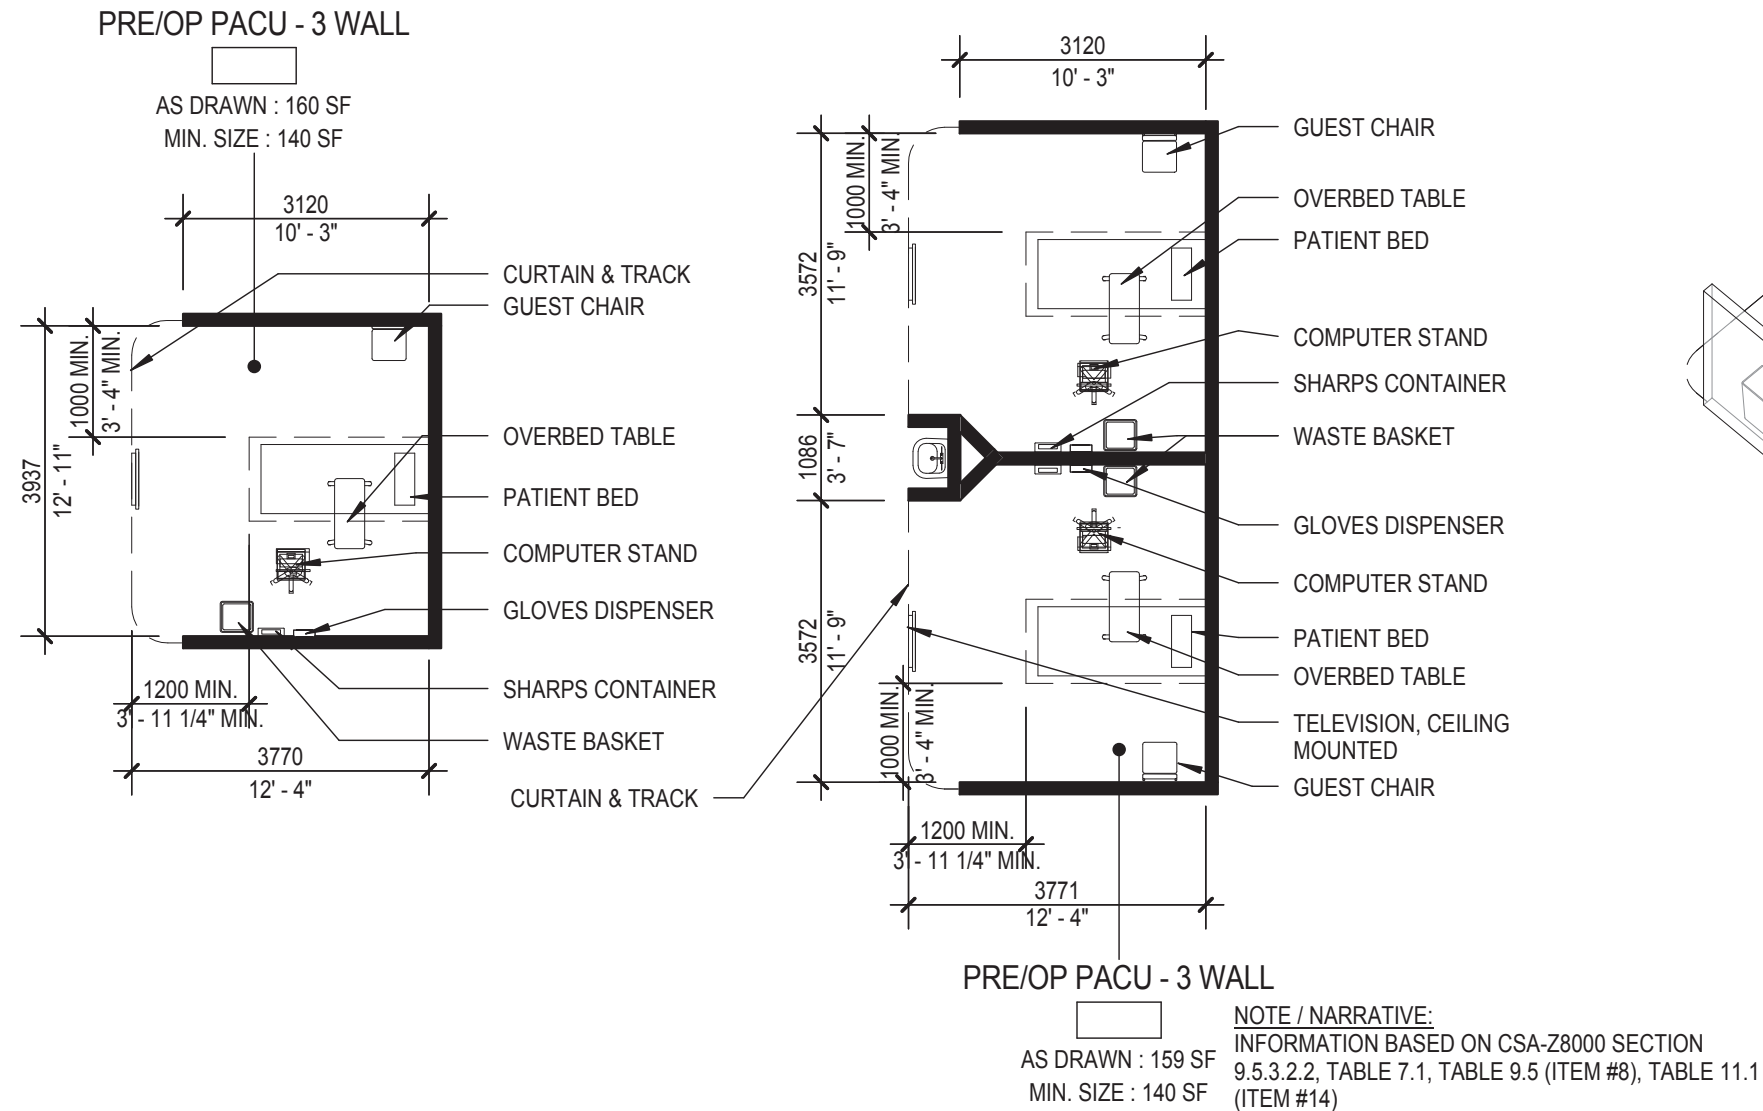 PRE/OP PACU - 3 WALL
AS DRAWN : 160 SF
MIN. SIZE : 140 SF
3120
10' - 3"
CURTAIN & TRACK
GUEST CHAIR
1000 MIN.
3' - 4" MIN.
3937
12' - 11"
OVERBED TABLE
PATIENT BED
COMPUTER STAND
GLOVES DISPENSER
SHARPS CONTAINER
WASTE BASKET
1200 MIN.
3' - 11 1/4" MIN.
3770
12' - 4"
CURTAIN & TRACK
3120
10' - 3"
GUEST CHAIR
1000 MIN.
3' - 4" MIN.
3572
11' - 9"
OVERBED TABLE
PATIENT BED
COMPUTER STAND
SHARPS CONTAINER
WASTE BASKET
1086
3' - 7"
GLOVES DISPENSER
COMPUTER STAND
3572
11' - 9"
PATIENT BED
OVERBED TABLE
1000 MIN.
3' - 4" MIN.
TELEVISION, CEILING
MOUNTED
GUEST CHAIR
1200 MIN.
3' - 11 1/4" MIN.
3771
12' - 4"
PRE/OP PACU - 3 WALL
AS DRAWN : 159 SF
MIN. SIZE : 140 SF
NOTE / NARRATIVE:
INFORMATION BASED ON CSA-Z8000 SECTION
9.5.3.2.2, TABLE 7.1, TABLE 9.5 (ITEM #8), TABLE 11.1
(ITEM #14)